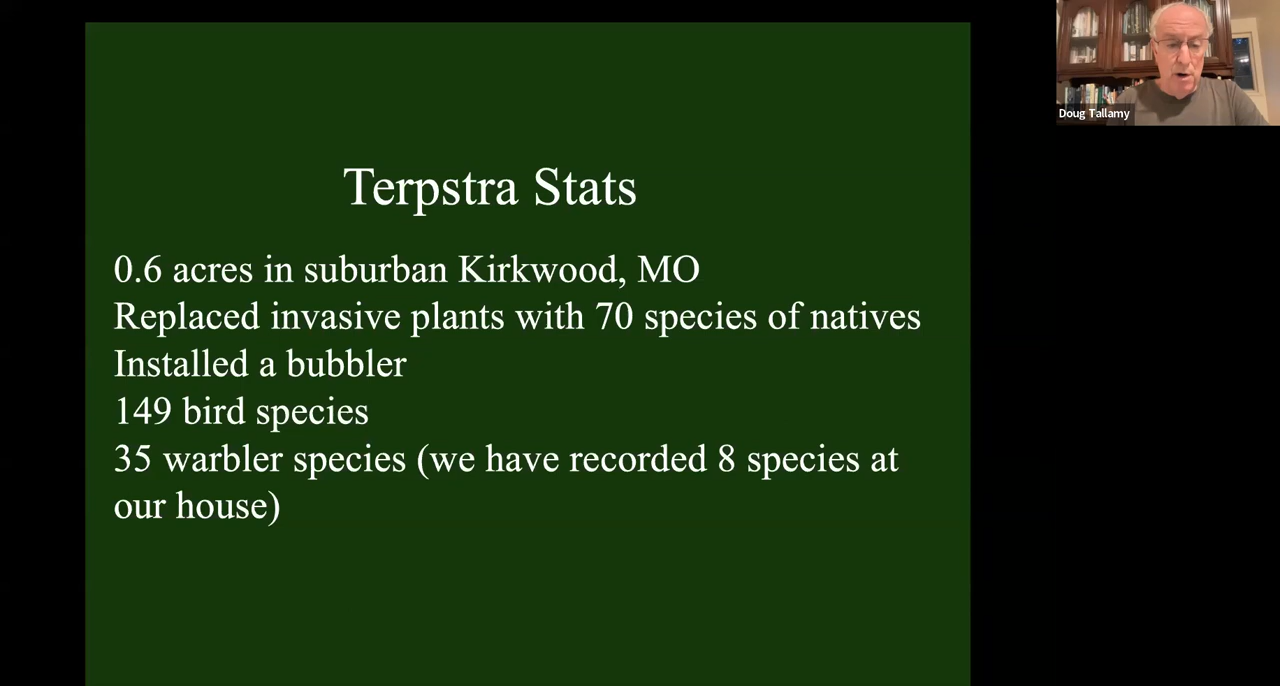 Terpstra Stats
0.6 acres in suburban Kirkwood, MO
Replaced invasive plants with 70 species of natives
Installed a bubbler
149 bird species
35 warbler species (we have recorded 8 species at
our house)
Doug Tallamy